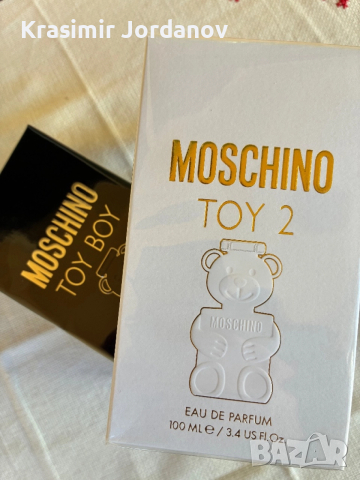 Krasimir Jordanov
MOSCHINO
TOY 2
MOSCHINO
EAU DE PARFUM
100 ML ℮ / 3.4 US Fl.Oz.
MOSCHINO
TOY BOY
BAZAR